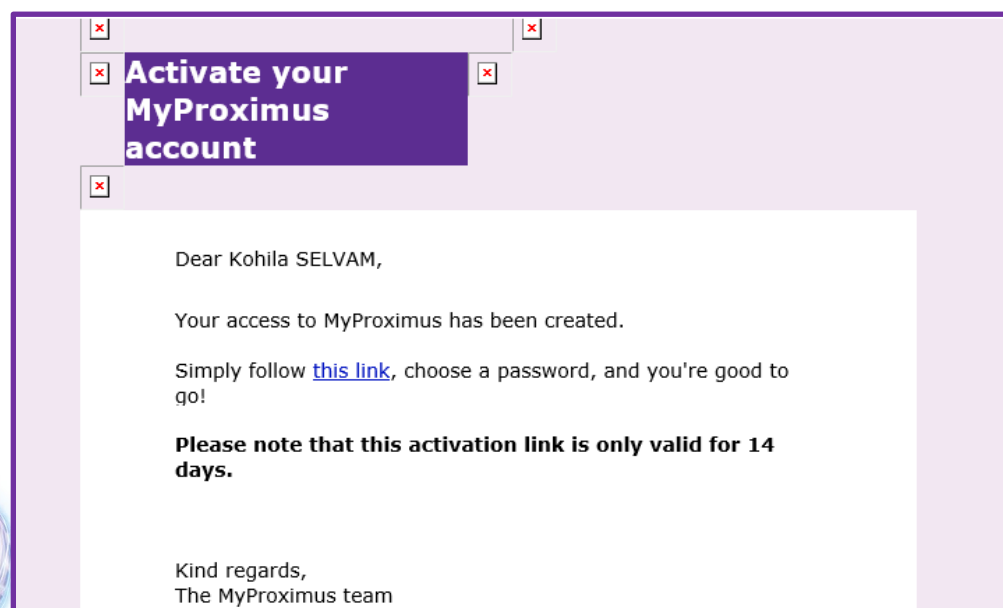 Activate your
MyProximus
account
Dear Kohila SELVAM,
Your access to MyProximus has been created.
Simply follow this link, choose a password, and you're good to
go!
Please note that this activation link is only valid for 14
days.
Kind regards,
The MyProximus team